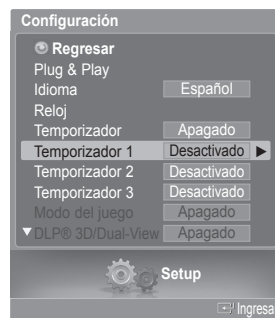 Configuración
Regresar
Plug & Play
Idioma Español
Reloj
Temporizador Apagado
Temporizador 1 Desactivado
Temporizador 2 Desactivado
Temporizador 3 Desactivado
Modo del juego Apagado
DLP® 3D/Dual-View Apagado
Setup
Ingresa